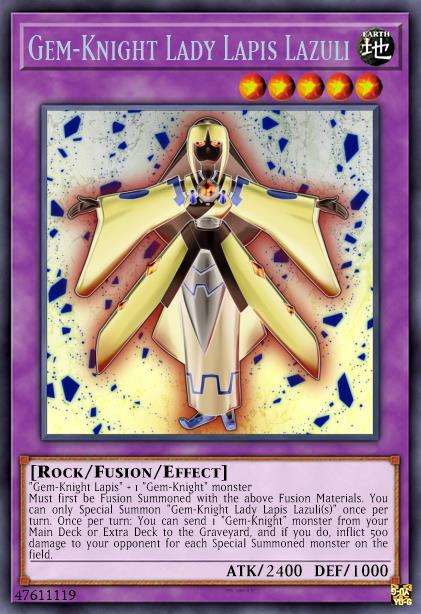 Gem-Knight Lady Lapis Lazuli
EARTH
地
[Rock/Fusion/Effect]
"Gem-Knight Lapis" + 1 "Gem-Knight" monster
Must first be Fusion Summoned with the above Fusion Materials. You
can only Special Summon "Gem-Knight Lady Lapis Lazuli(s)" once per
turn. Once per turn: You can send 1 "Gem-Knight" monster from your
Main Deck or Extra Deck to the Graveyard, and if you do, inflict 500
damage to your opponent for each Special Summoned monster on the
field.
ATK/2400 DEF/1000
47611119